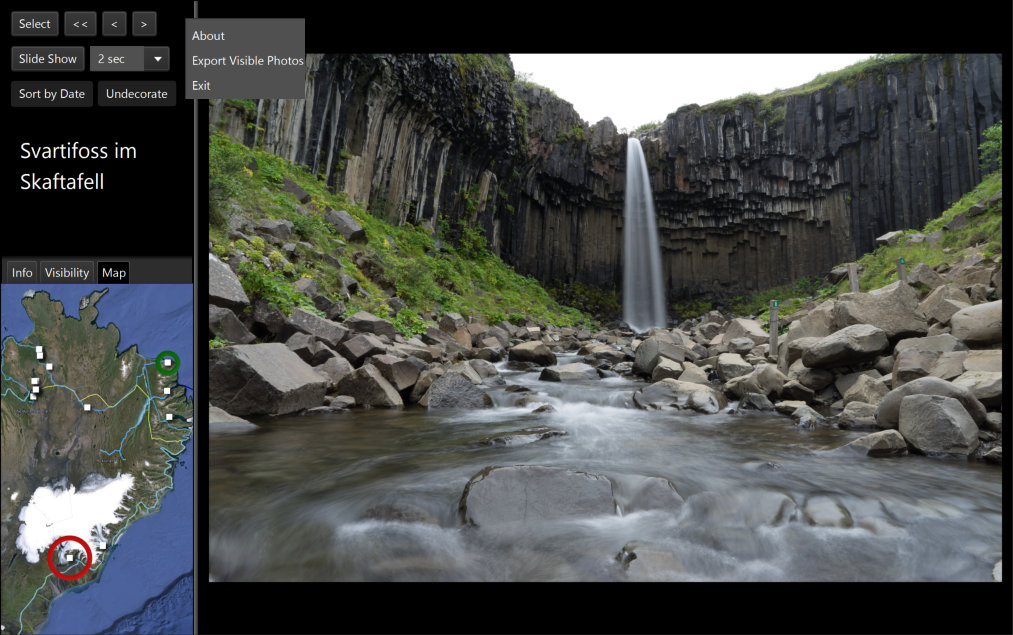 Select
<<
<
>
Slide Show
2 sec
Sort by Date
Undecorate
About
Export Visible Photos
Exit
Svartifoss im
Skaftafell
Info
Visibility
Map